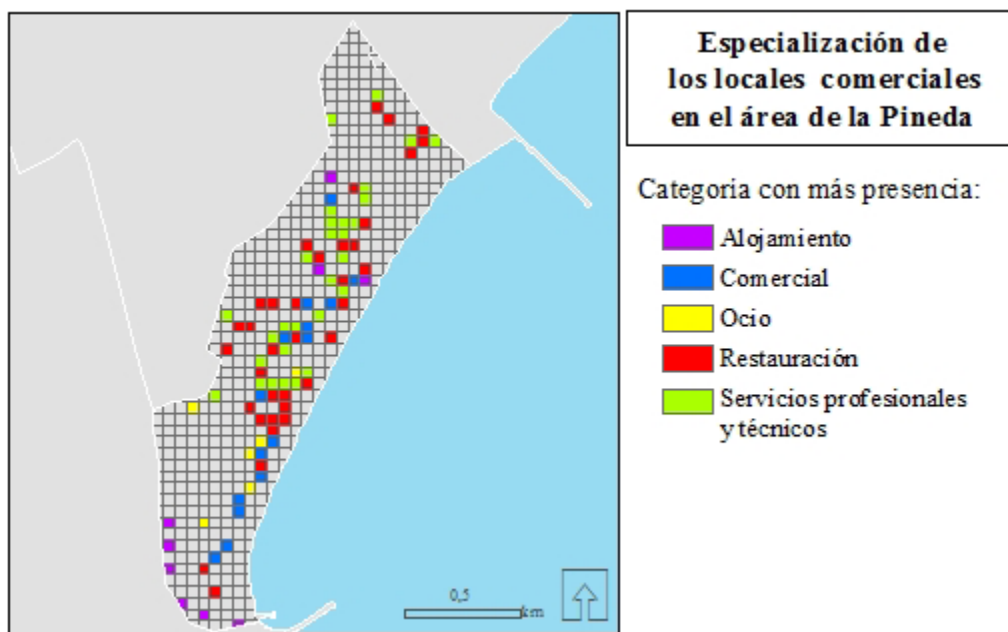 Especialización de
los locales comerciales
en el área de la Pineda
Categoria con más presencia:
Alojamiento
Comercial
Ocio
Restauración
Servicios profesionales
y técnicos
0,5
km